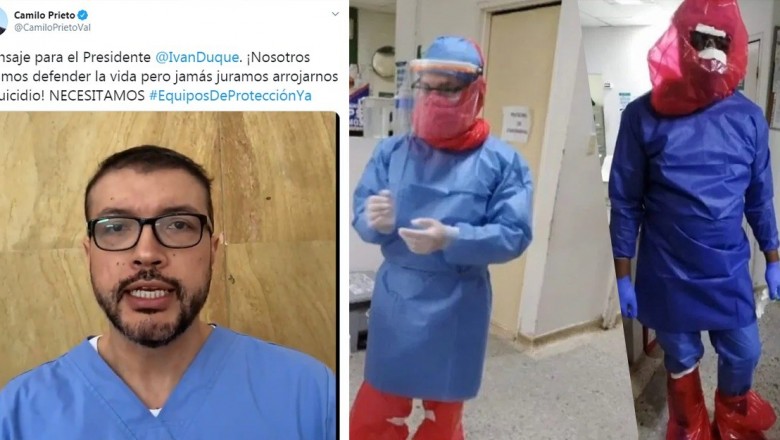 Camilo Prieto
@CamiloPrietoVal
nsaje para el Presidente @IvanDuque. ¡Nosotros
mos defender la vida pero jamás juramos arrojarnos
uicidio! NECESITAMOS #EquiposDeProtecciónYa